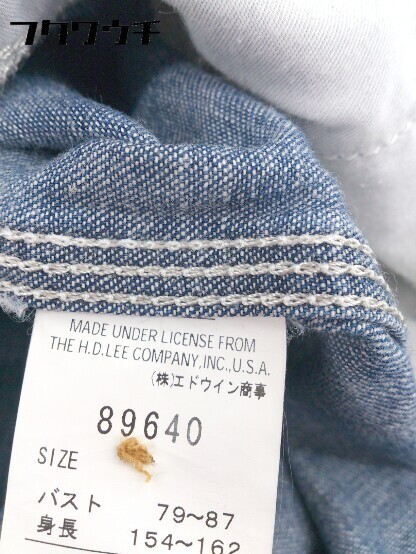 フクワウチ
MADE UNDER LICENSE FROM
THE H.D.LEE COMPANY,INC.,U.S.A.
(株)エドウイン商事
89640
SIZE
バスト 79~87
身長 154~162